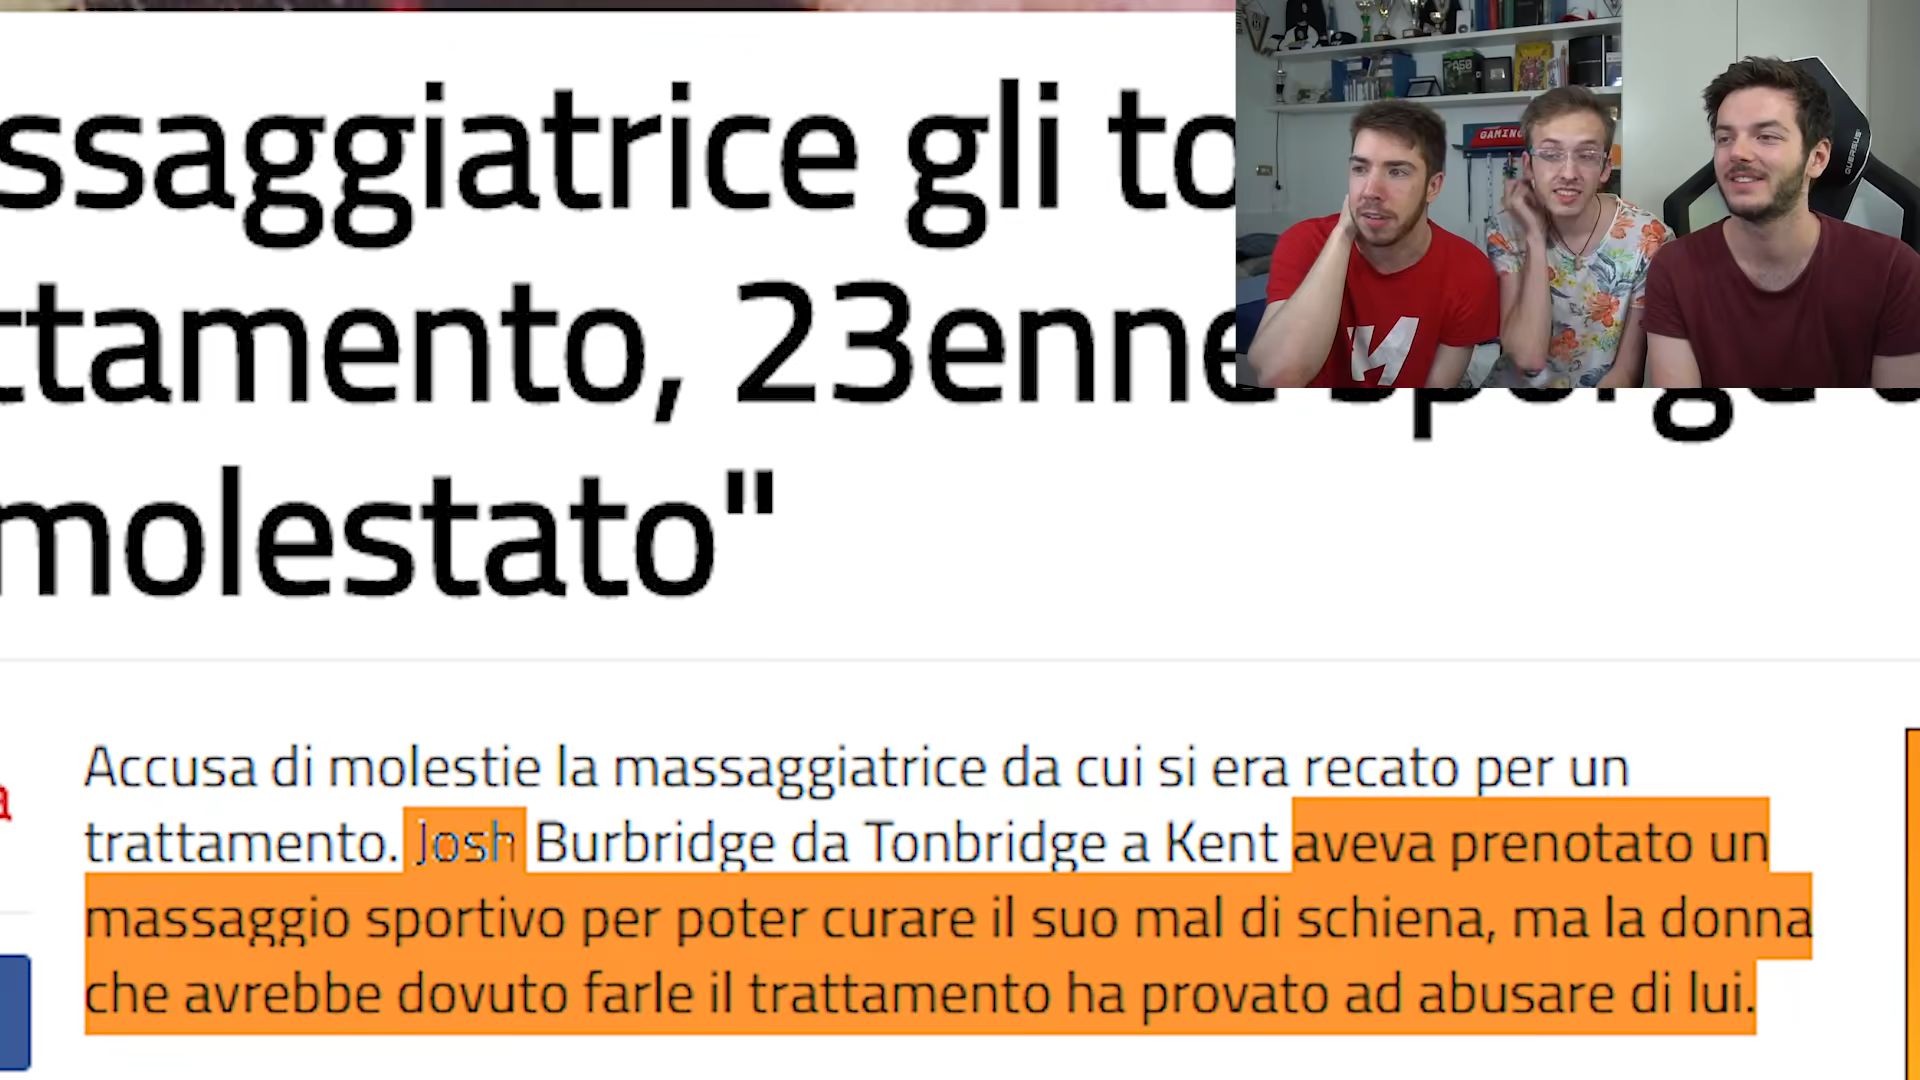 ssaggiatrice gli to
ttamento, 23enne
molestato"
Accusa di molestie la massaggiatrice da cui si era recato per un
trattamento. Josh Burbridge da Tonbridge a Kent aveva prenotato un
massaggio sportivo per poter curare il suo mal di schiena, ma la donna
che avrebbe dovuto farle il trattamento ha provato ad abusare di lui.
a
GAMING
A50